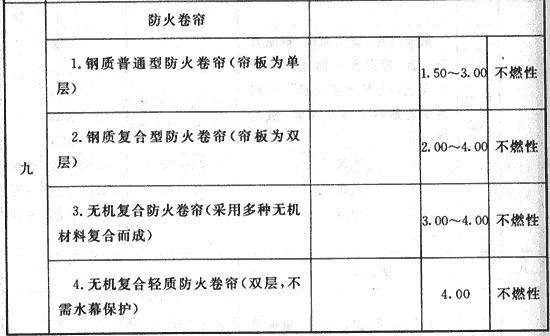 防火卷帘
1.钢质普通型防火卷帘(帘板为单
层)
1.50～3.00
不燃性
2.钢质复合型防火卷帘(帘板为双
层)
2.00～4.00
不燃性
九
3.无机复合防火卷帘(采用多种无机
材料复合而成)
3.00～4.00
不燃性
4.无机复合轻质防火卷帘(双层,不
需水幕保护)
4.00
不燃性